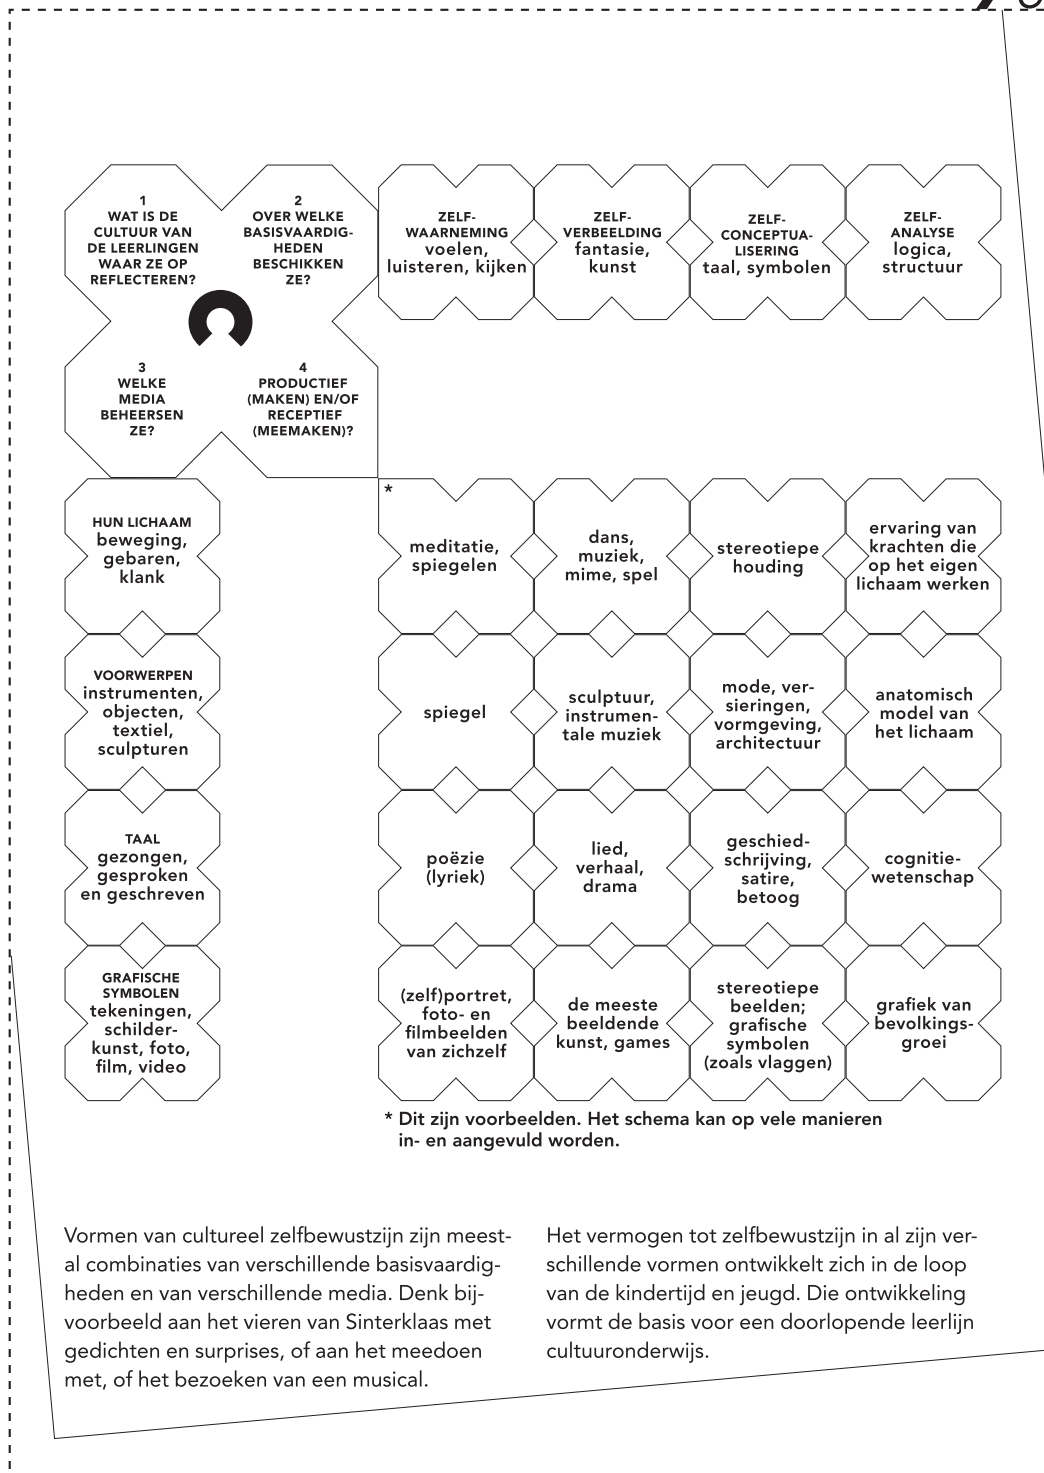 1
WAT IS DE
CULTUUR VAN
DE LEERLINGEN
WAAR ZE OP
REFLECTEREN?
2
OVER WELKE
BASISVAARDIG-
HEDEN
BESCHIKKEN
ZE?
3
WELKE
MEDIA
BEHEERSEN
ZE?
4
PRODUCTIEF
(MAKEN) EN/OF
RECEPTIEF
(MEEMAKEN)?
ZELF-
WAARNEMING
voelen,
luisteren, kijken
ZELF-
VERBEELDING
fantasie,
kunst
ZELF-
CONCEPTUA-
LISERING
taal, symbolen
ZELF-
ANALYSE
logica,
structuur
HUN LICHAAM
beweging,
gebaren,
klank
*
meditatie,
spiegelen
dans,
muziek,
mime, spel
stereotiepe
houding
ervaring van
krachten die
op het eigen
lichaam werken
VOORWERPEN
instrumenten,
objecten,
textiel,
sculpturen
spiegel
sculptuur,
instrumen-
tale muziek
mode, ver-
sieringen,
vormgeving,
architectuur
anatomisch
model van
het lichaam
TAAL
gezongen,
gesproken
en geschreven
poëzie
(lyriek)
lied,
verhaal,
drama
geschied-
schrijving,
satire,
betoog
cognitie-
wetenschap
GRAFISCHE
SYMBOLEN
tekeningen,
schilder-
kunst, foto,
film, video
(zelf)portret,
foto- en
filmbeelden
van zichzelf
de meeste
beeldende
kunst, games
stereotiepe
beelden;
grafische
symbolen
(zoals vlaggen)
grafiek van
bevolkings-
groei
* Dit zijn voorbeelden. Het schema kan op vele manieren
in- en aangevuld worden.
Vormen van cultureel zelfbewustzijn zijn meest-
al combinaties van verschillende basisvaardig-
heden en van verschillende media. Denk bij-
voorbeeld aan het vieren van Sinterklaas met
gedichten en surprises, of aan het meedoen
met, of het bezoeken van een musical.
Het vermogen tot zelfbewustzijn in al zijn ver-
schillende vormen ontwikkelt zich in de loop
van de kindertijd en jeugd. Die ontwikkeling
vormt de basis voor een doorlopende leerlijn
cultuuronderwijs.